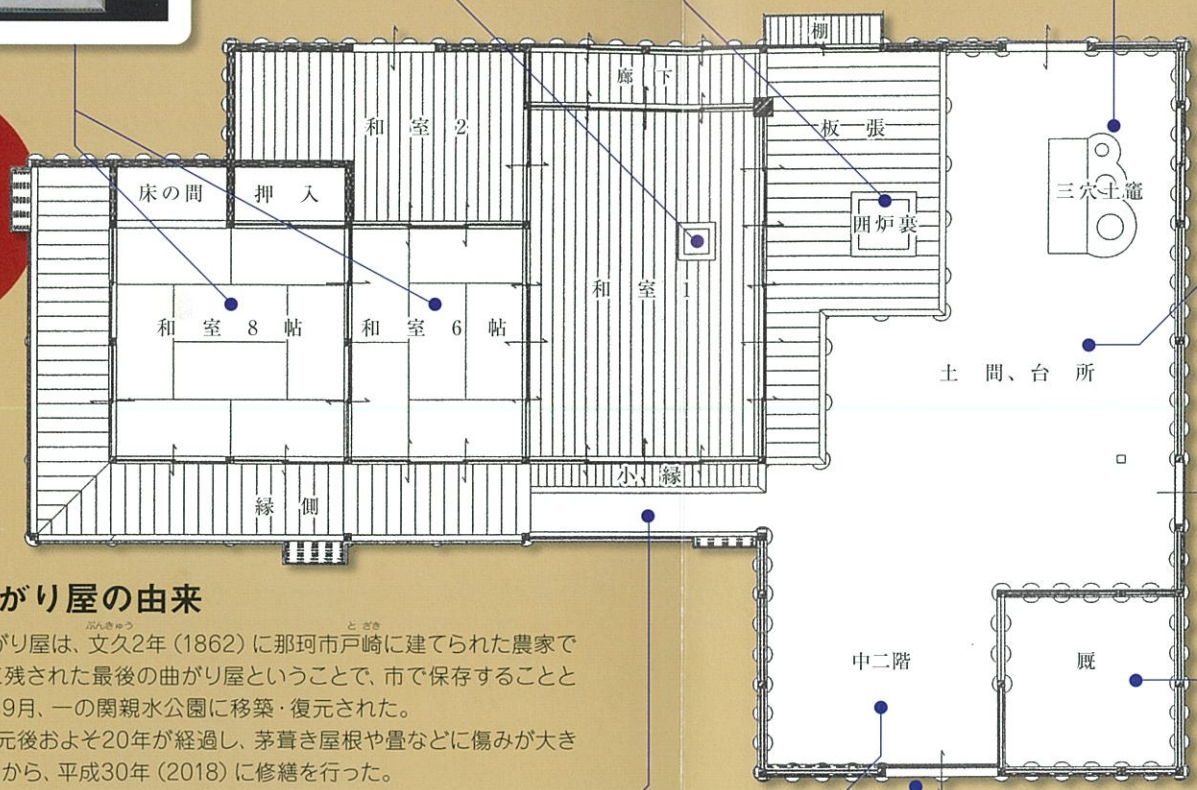 棚
廊下
和室2
板張
床の間
押入
三穴土竈
囲炉裏
和室1
和室8帖
和室6帖
土間、台所
小縁
縁側
がり屋の由来
ぶんきゅう
とざき
がり屋は、文久2年(1862)に那珂市戸崎に建てられた農家で
残された最後の曲がり屋ということで、市で保存することと
9月、一の関親水公園に移築・復元された。
元後およそ20年が経過し、茅葺き屋根や畳などに傷みが大き
から、平成30年(2018)に修繕を行った。
中二階
厩